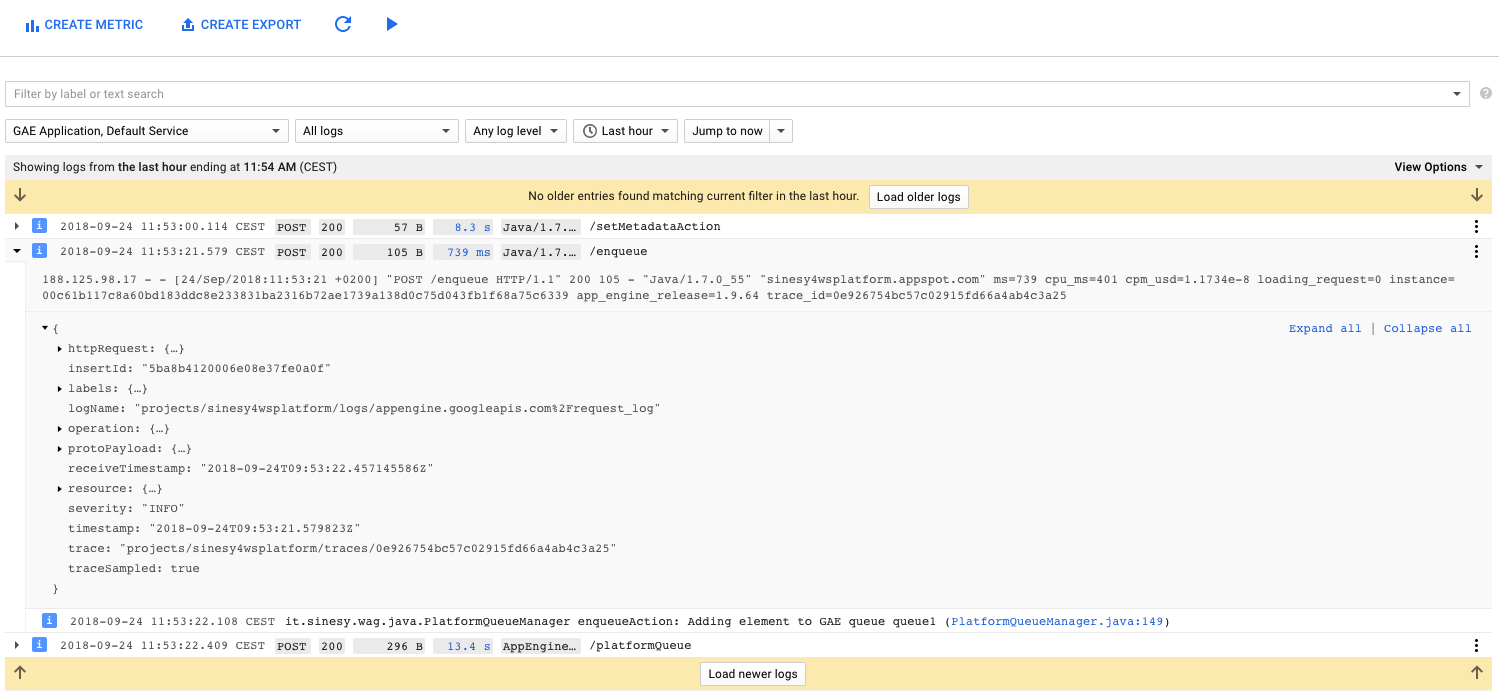 CREATE METRIC CREATE EXPORT
Filter by label or text search
GAE Application, Default Service All logs Any log level Last hour Jump to now
Showing logs from the last hour ending at 11:54 AM (CEST) View Options
No older entries found matching current filter in the last hour. Load older logs
i 2018-09-24 11:53:00.114 CEST POST 200 57 B 8.3 s Java/1.7.… /setMetadataAction
i 2018-09-24 11:53:21.579 CEST POST 200 105 B 739 ms Java/1.7.… /enqueue
188.125.98.17 - - [24/Sep/2018:11:53:21 +0200] "POST /enqueue HTTP/1.1" 200 105 - "Java/1.7.0_55" "sinesy4wsplatform.appspot.com" ms=739 cpu_ms=401 cpm_usd=1.1734e-8 loading_request=0 instance=
00c61b117c8a60bd183ddc8e233831ba2316b72ae1739a138d0c75d043fb1f68a75c6339 app_engine_release=1.9.64 trace_id=0e926754bc57c02915fd66a4ab4c3a25
{ Expand all | Collapse all
httpRequest: {…}
insertId: "5ba8b4120006e08e37fe0a0f"
labels: {…}
logName: "projects/sinesy4wsplatform/logs/appengine.googleapis.com%2Frequest_log"
operation: {…}
protoPayload: {…}
receiveTimestamp: "2018-09-24T09:53:22.457145586Z"
resource: {…}
severity: "INFO"
timestamp: "2018-09-24T09:53:21.579823Z"
trace: "projects/sinesy4wsplatform/traces/0e926754bc57c02915fd66a4ab4c3a25"
traceSampled: true
}
i 2018-09-24 11:53:22.108 CEST it.sinesy.wag.java.PlatformQueueManager enqueueAction: Adding element to GAE queue queue1 (PlatformQueueManager.java:149)
i 2018-09-24 11:53:22.409 CEST POST 200 296 B 13.4 s AppEngine… /platformQueue
Load newer logs